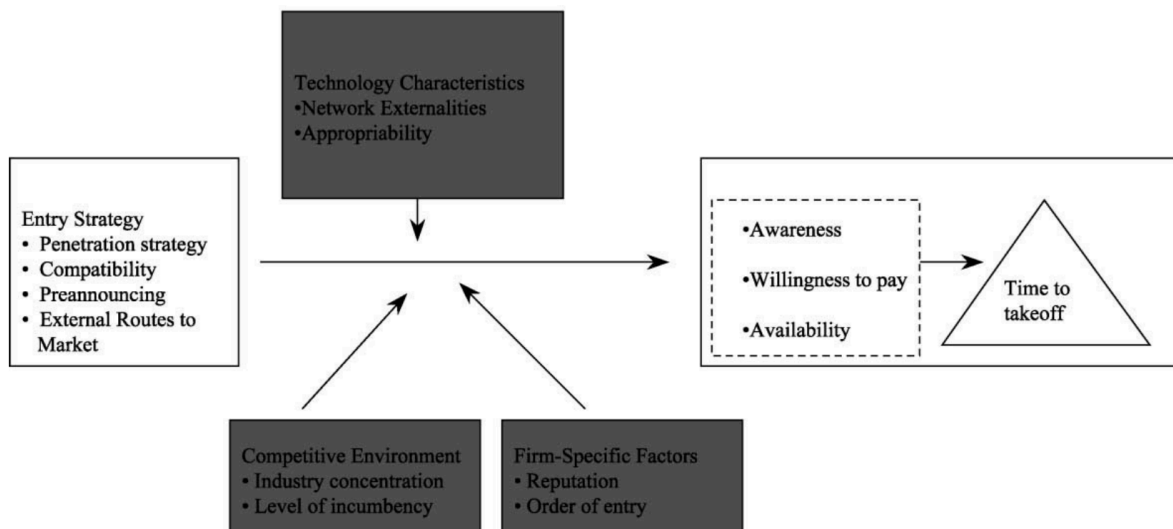 Technology Characteristics
•Network Externalities
•Appropriability
Entry Strategy
• Penetration strategy
• Compatibility
• Preannouncing
• External Routes to
Market
•Awareness
•Willingness to pay
•Availability
Time to
takeoff
Competitive Environment
• Industry concentration
• Level of incumbency
Firm-Specific Factors
• Reputation
• Order of entry